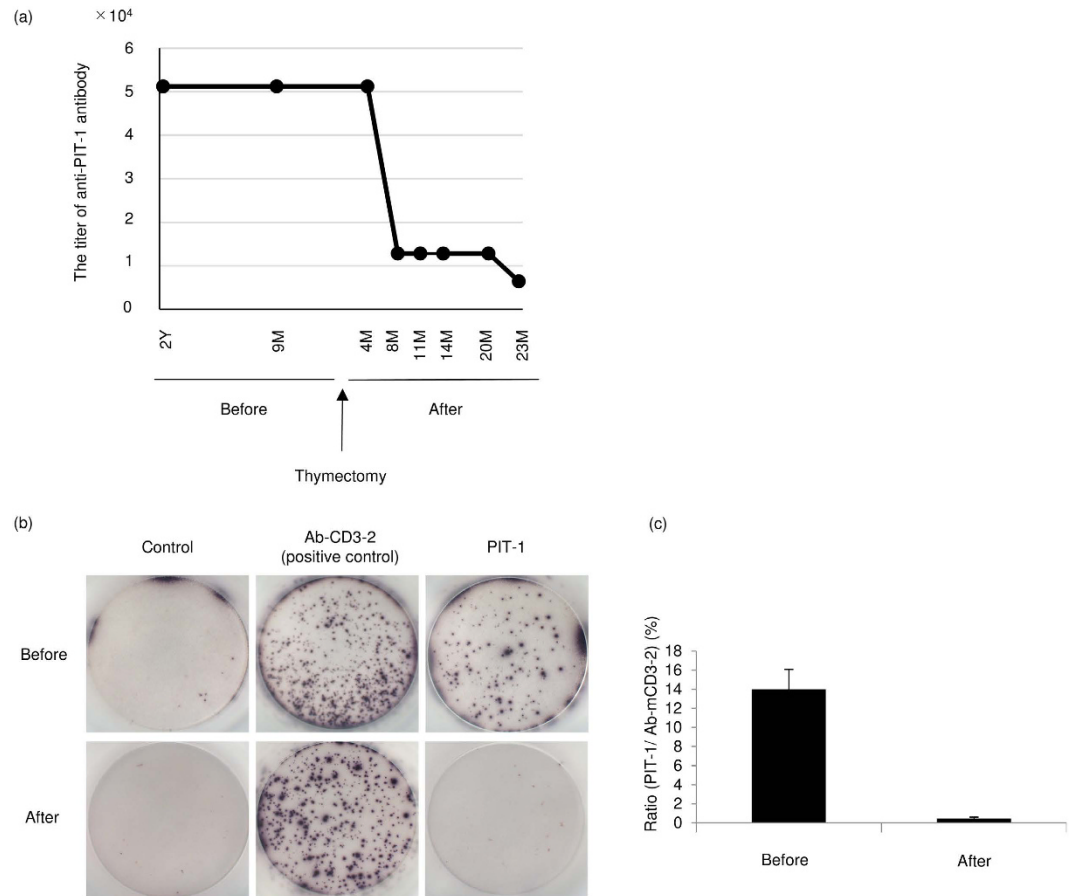 (a)
×10⁴
The titer of anti-PIT-1 antibody
6
5
4
3
2
1
0
2Y
9M
4M
8M
11M
14M
20M
23M
Before
After
Thymectomy
(b)
Control
Ab-CD3-2
(positive control)
PIT-1
Before
After
(c)
Ratio (PIT-1/ Ab-mCD3-2) (%)
18
16
14
12
10
8
6
4
2
0
Before
After